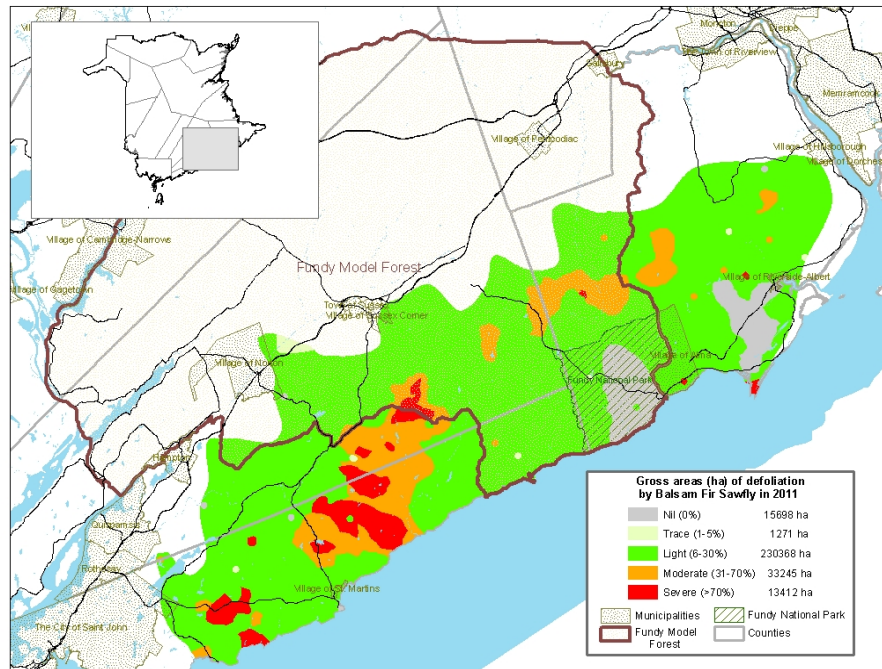 Moncton
Dieppe
The Town of Riverview
Salisbury
Memramcook
Village of Petitcodiac
Village of Hillsborough
Village of Dorches
Village of Cambridge-Narrows
Fundy Model Forest
Village of Riverside-Albert
Village of Gagetown
Town of Sussex
Village of Sussex Corner
Village of Norton
Village of Alma
Fundy National Park
Hampton
Quispamsis
Rothesay
Village of St. Martins
The City of Saint John
Gross areas (ha) of defoliation
by Balsam Fir Sawfly in 2011
Nil (0%) 15698 ha
Trace (1-5%) 1271 ha
Light (6-30%) 230368 ha
Moderate (31-70%) 33245 ha
Severe (>70%) 13412 ha
Municipalities Fundy National Park
Fundy Model Forest Counties